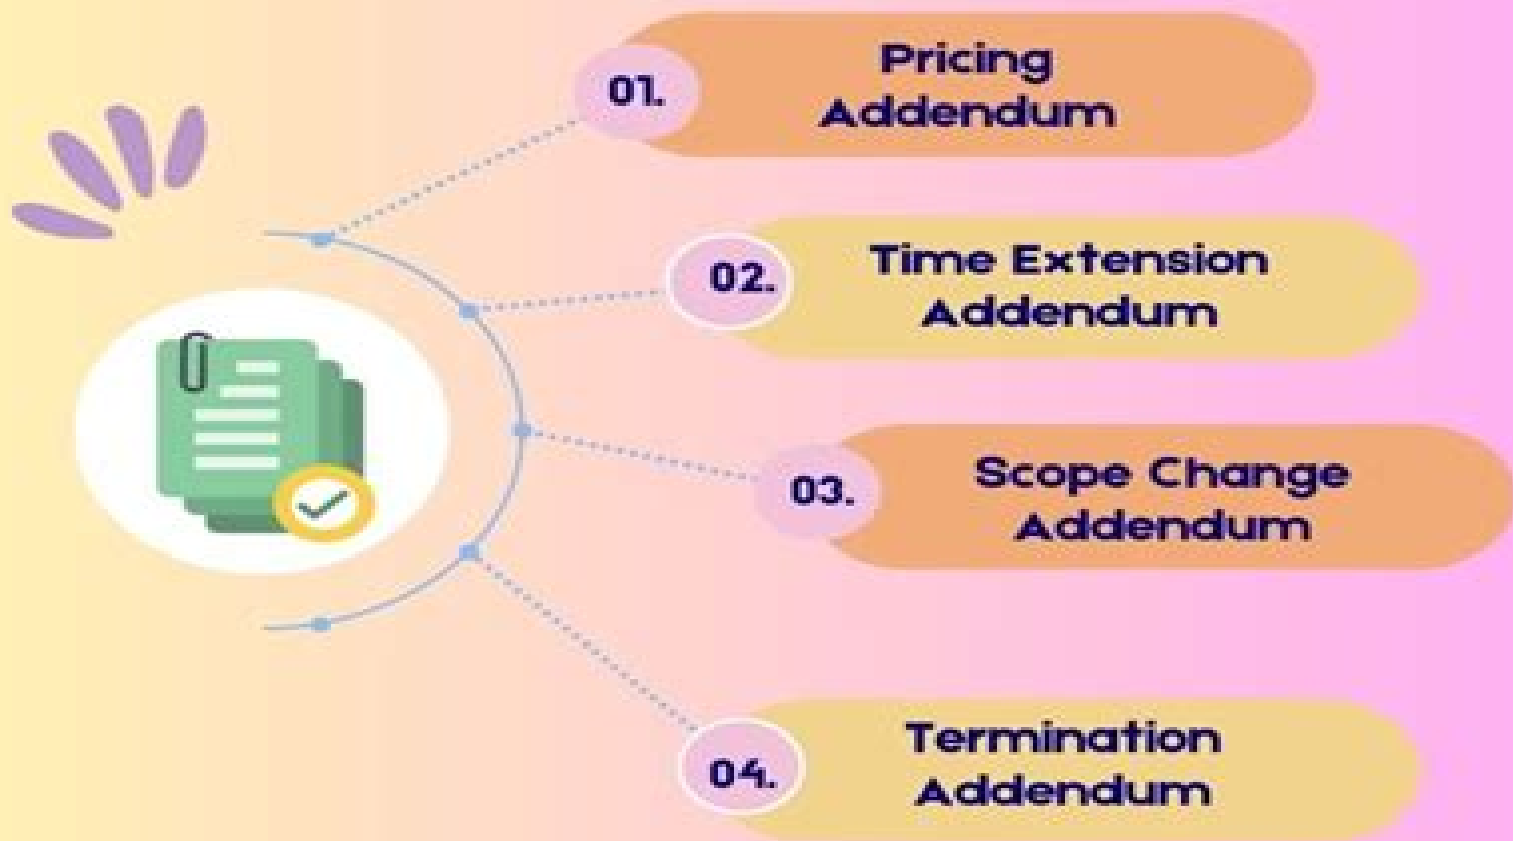 01.
Pricing
Addendum
02.
Time Extension
Addendum
03.
Scope Change
Addendum
04.
Termination
Addendum